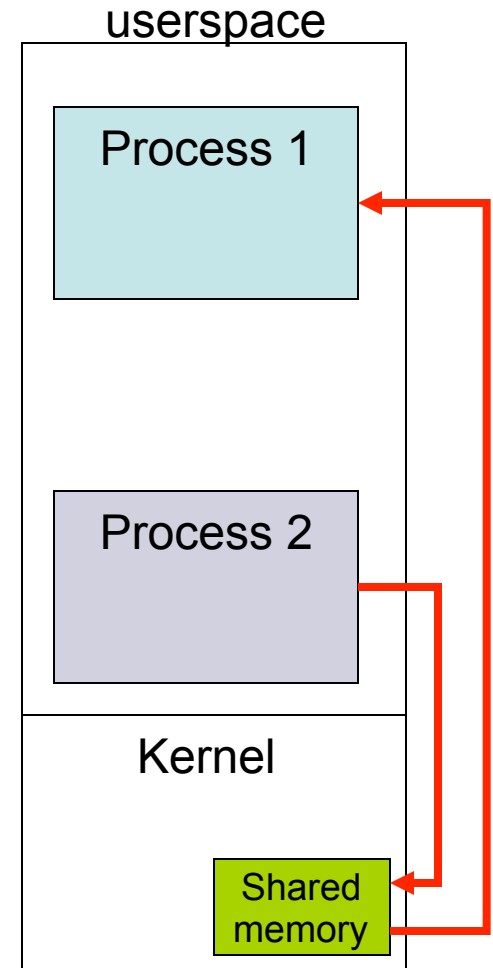 userspace
Process 1
Process 2
Kernel
Shared
memory